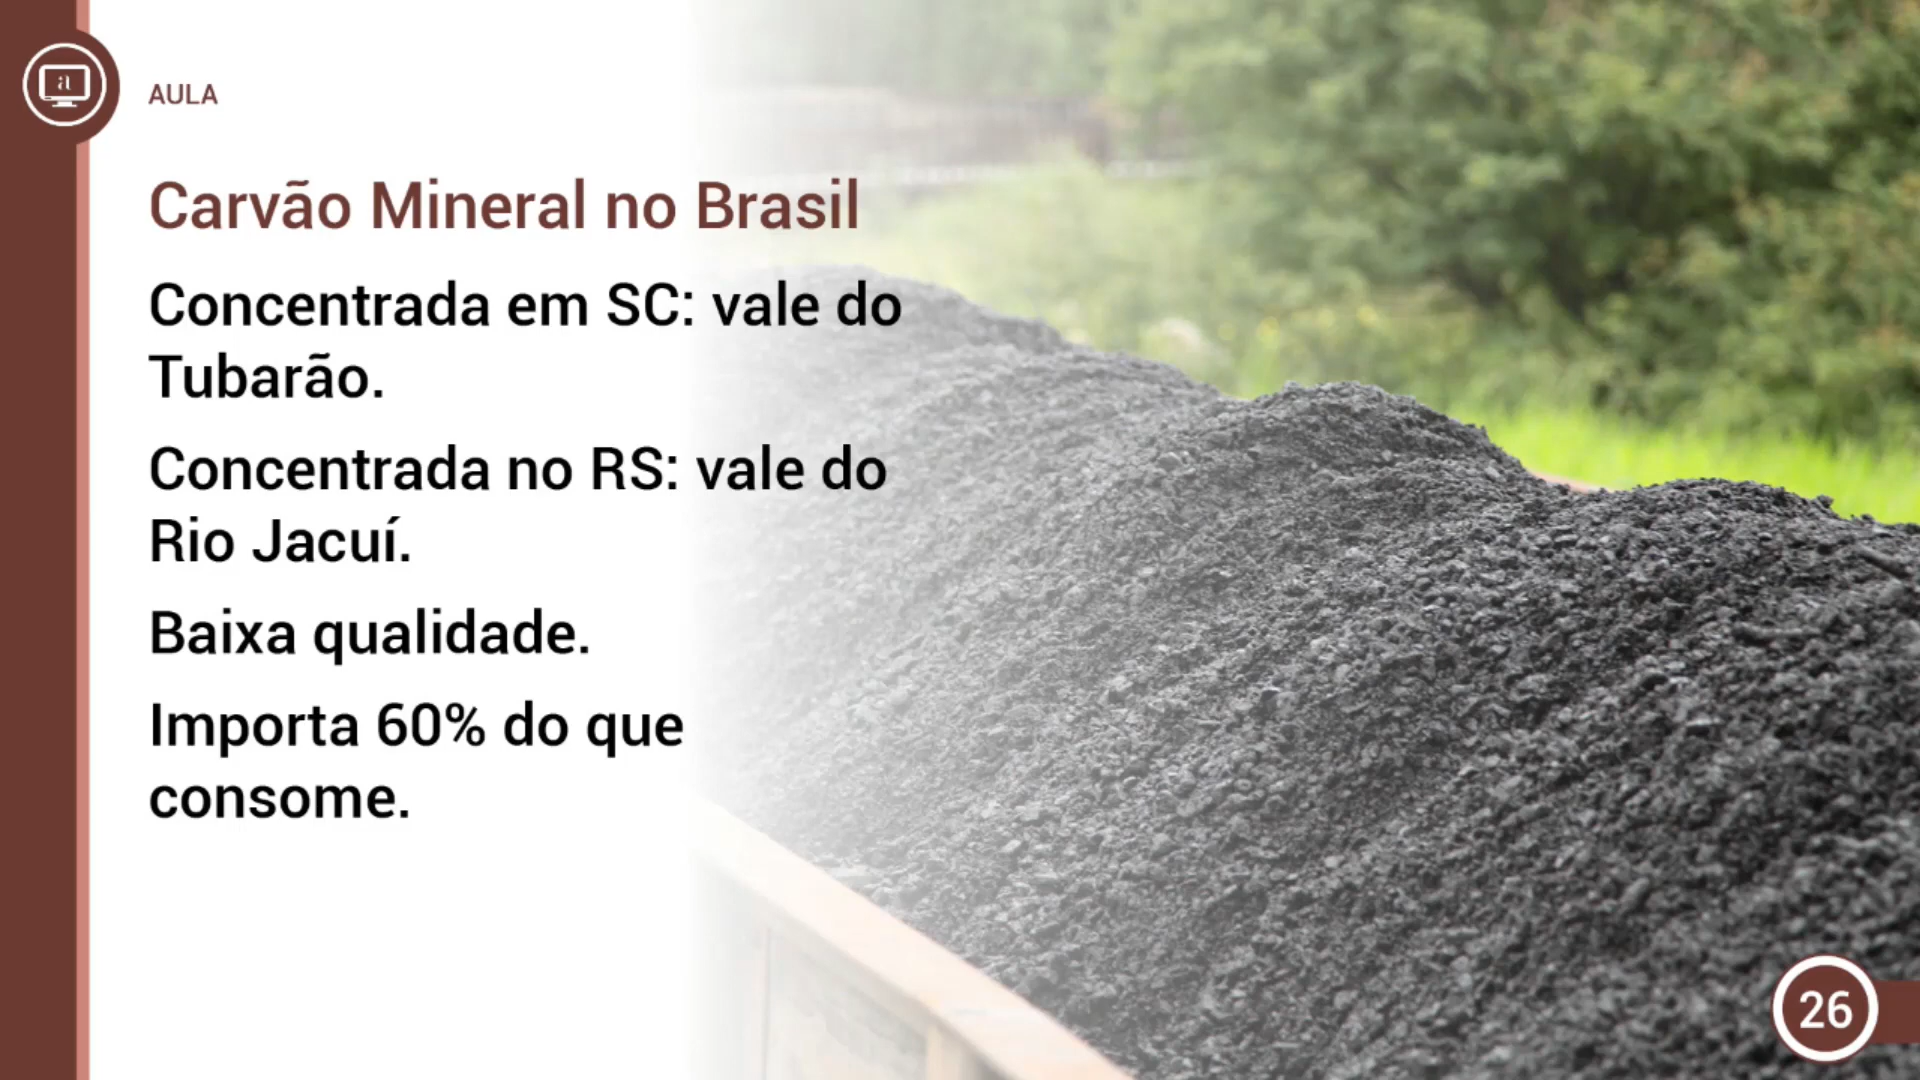 a
AULA
Carvão Mineral no Brasil
Concentrada em SC: vale do
Tubarão.
Concentrada no RS: vale do
Rio Jacuí.
Baixa qualidade.
Importa 60% do que
consome.
26